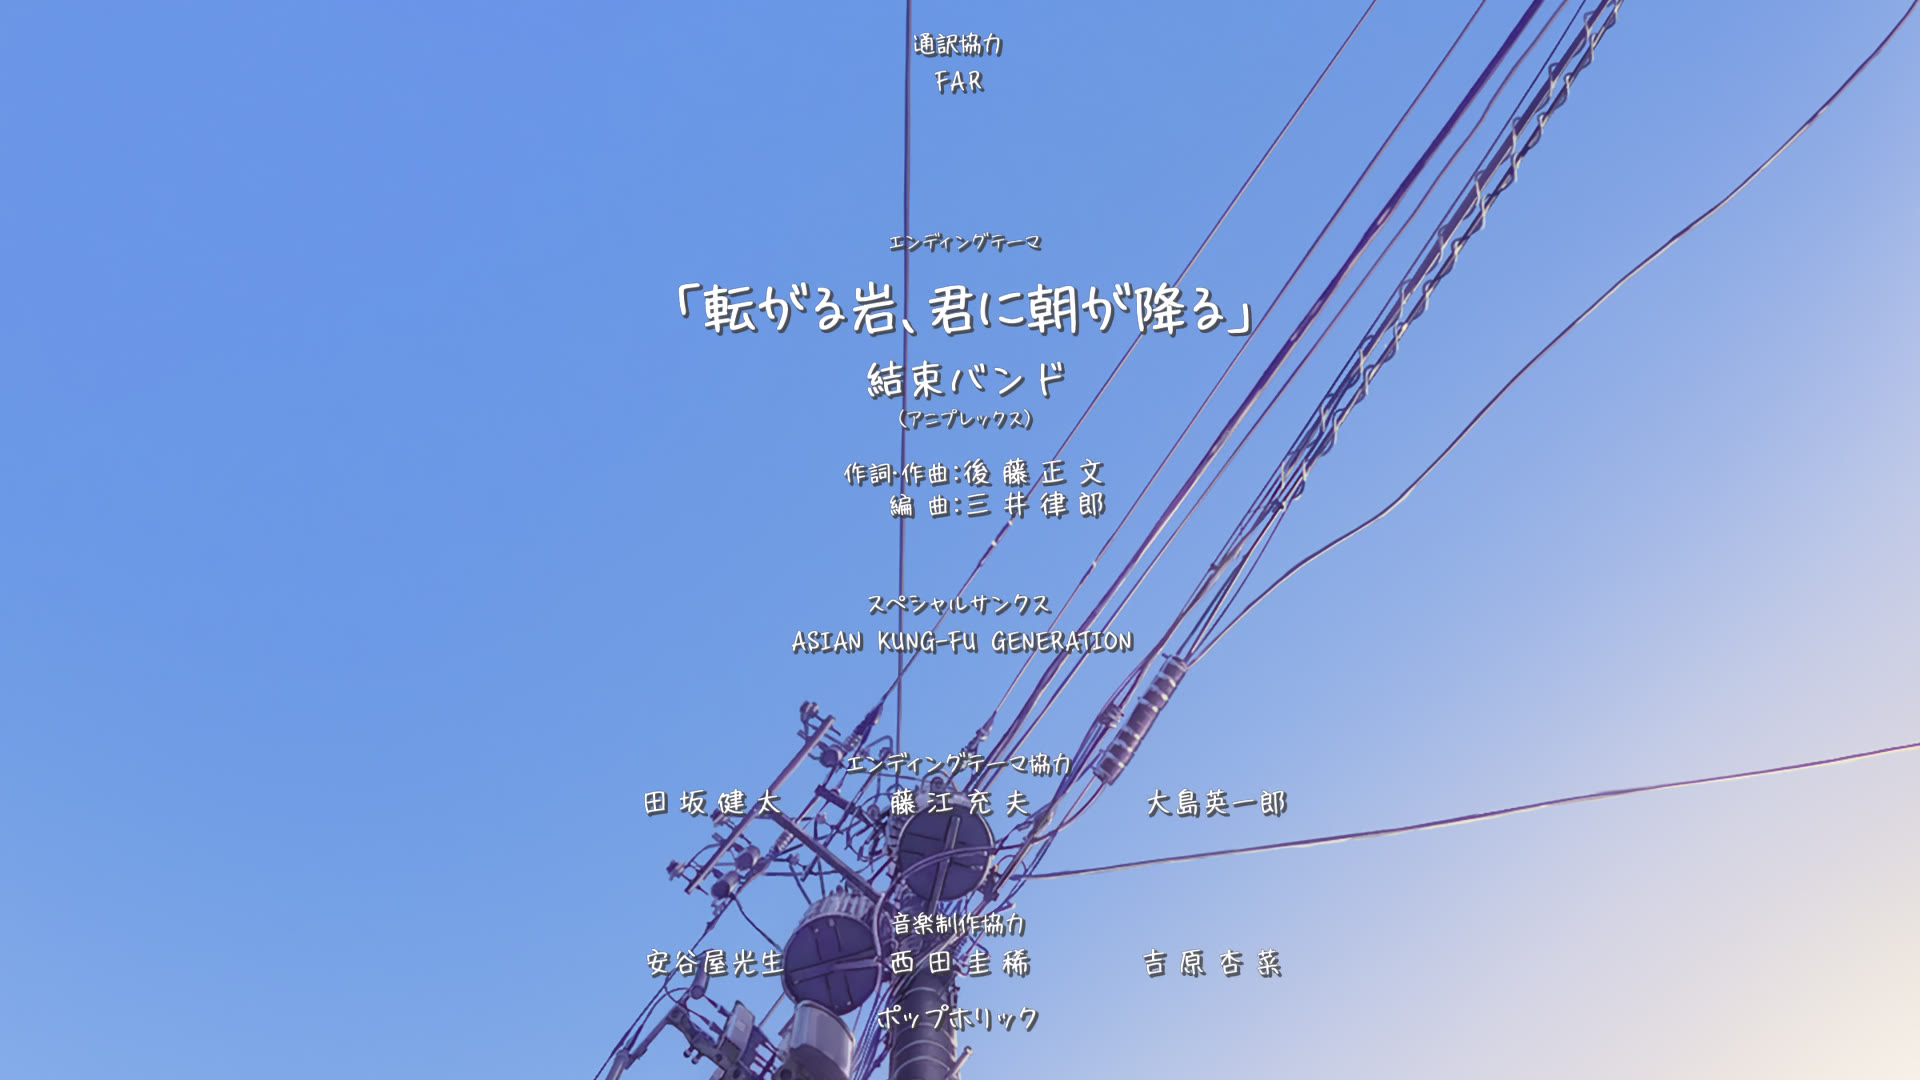 通訳協力
FAR
エンディングテーマ
「転がる岩、君に朝が降る」
結束バンド
（アニプレックス）
作詞・作曲：後藤正文
編曲：三井律郎
スペシャルサンクス
ASIAN KUNG-FU GENERATION
エンディングテーマ協力
田坂健太 藤江充夫 大島英一郎
音楽制作協力
安谷屋光生 西田圭稀 吉原杏菜
ポップホリック